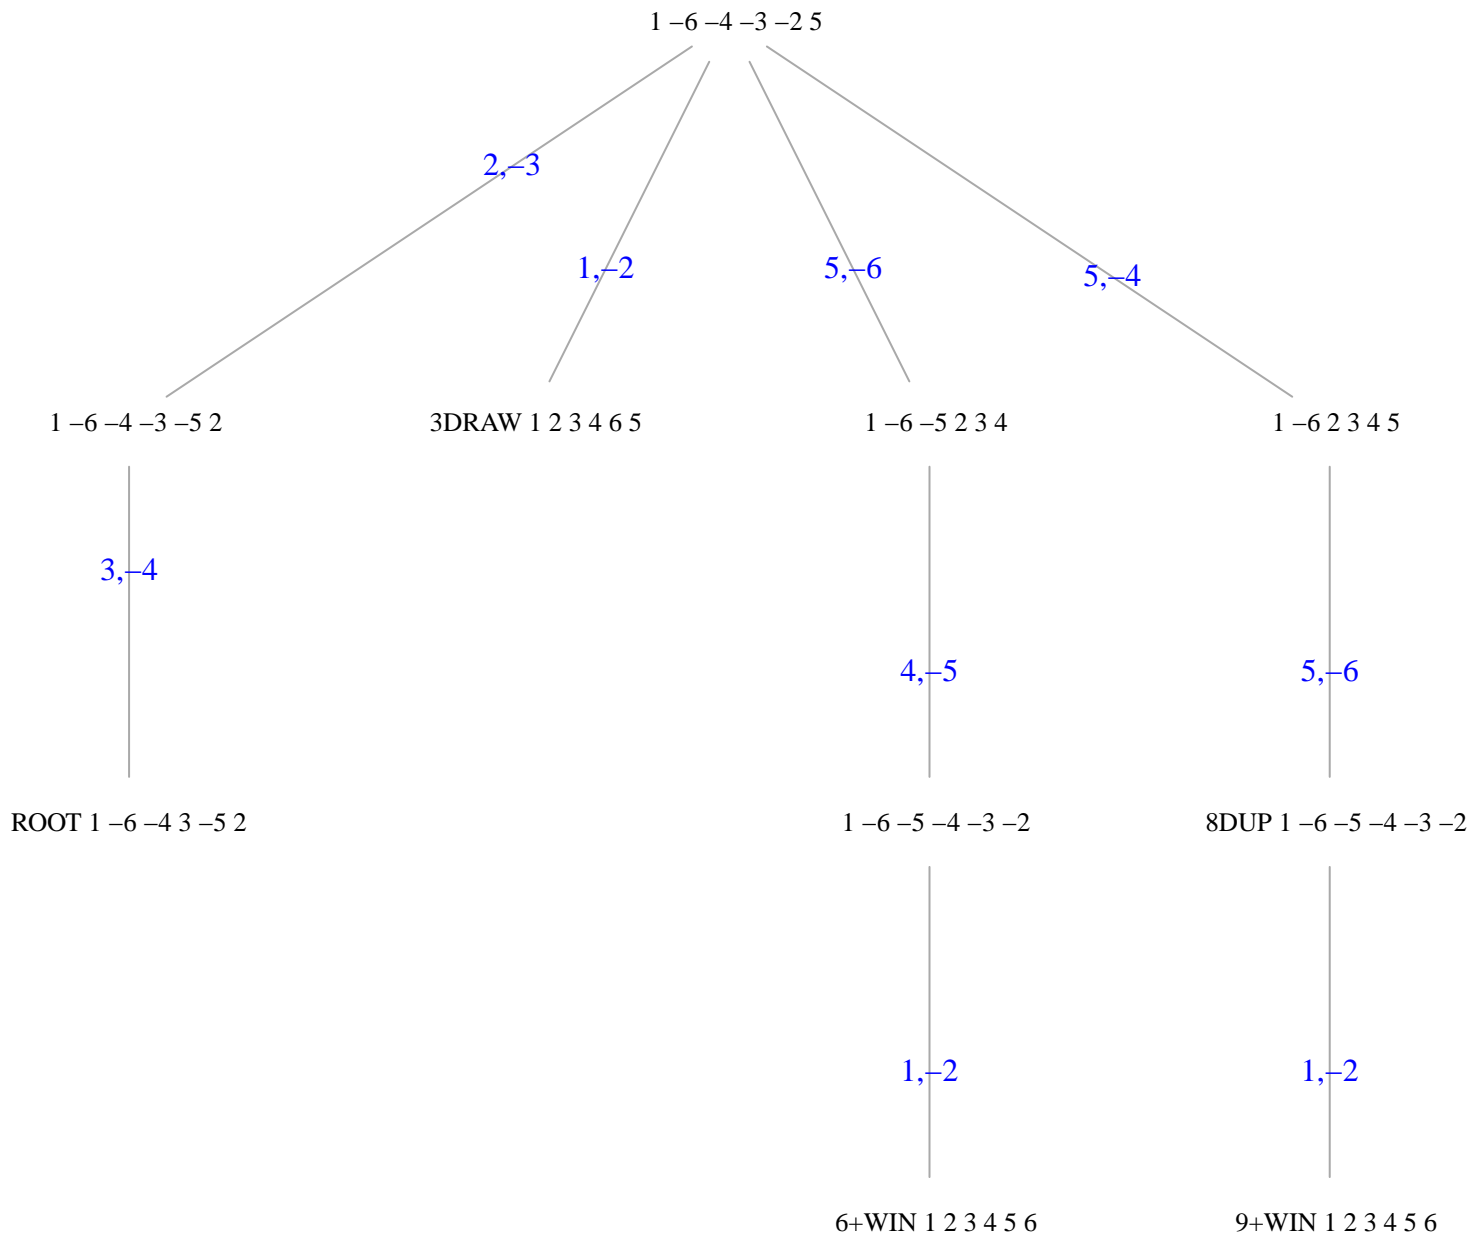 1 –6 –4 –3 –2 5
2,–3
1,–2
5,–6
5,–4
1 –6 –4 –3 –5 2
3DRAW 1 2 3 4 6 5
1 –6 –5 2 3 4
1 –6 2 3 4 5
3,–4
4,–5
5,–6
ROOT 1 –6 –4 3 –5 2
1 –6 –5 –4 –3 –2
8DUP 1 –6 –5 –4 –3 –2
1,–2
1,–2
6+WIN 1 2 3 4 5 6
9+WIN 1 2 3 4 5 6